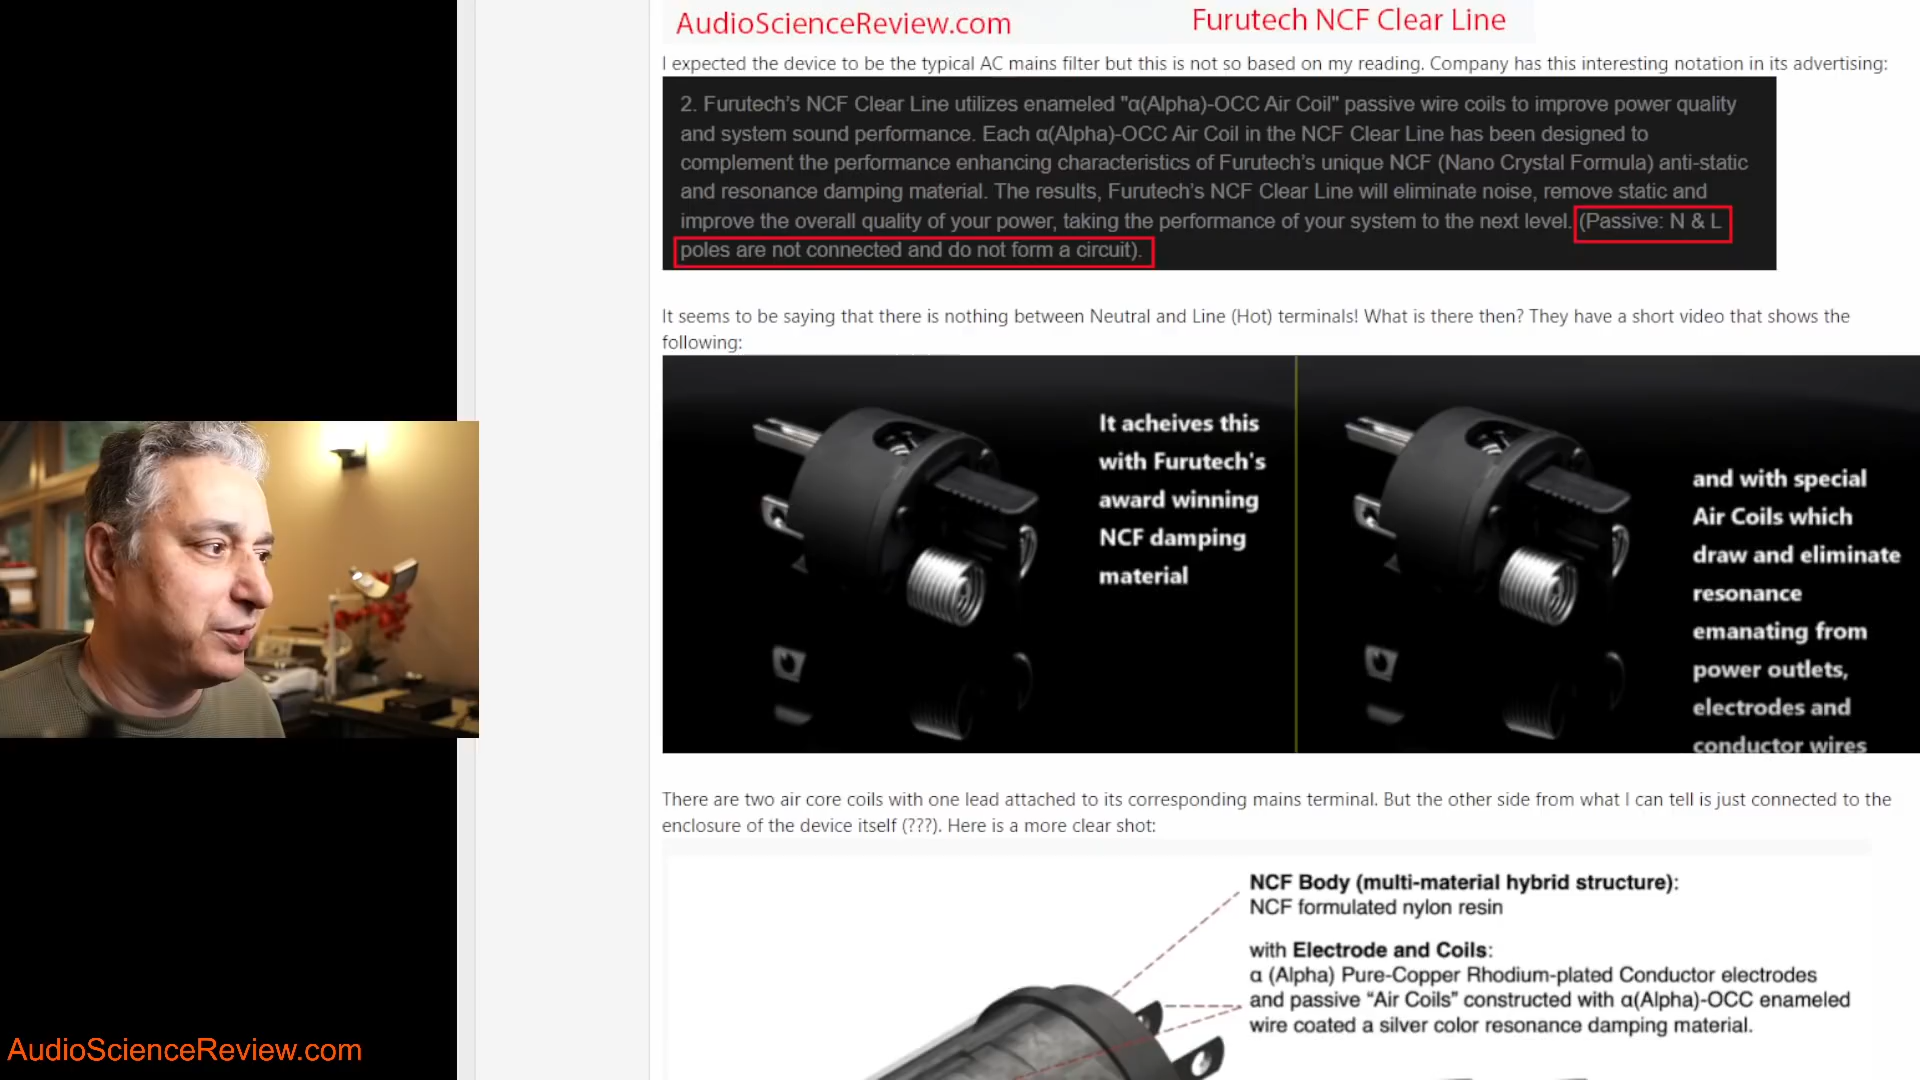 AudioScienceReview.com
Furutech NCF Clear Line
I expected the device to be the typical AC mains filter but this is not so based on my reading. Company has this interesting notation in its advertising:
2. Furutech's NCF Clear Line utilizes enameled "α(Alpha)-OCC Air Coil" passive wire coils to improve power quality
and system sound performance. Each α(Alpha)-OCC Air Coil in the NCF Clear Line has been designed to
complement the performance enhancing characteristics of Furutech's unique NCF (Nano Crystal Formula) anti-static
and resonance damping material. The results, Furutech's NCF Clear Line will eliminate noise, remove static and
improve the overall quality of your power, taking the performance of your system to the next level. (Passive: N & L
poles are not connected and do not form a circuit).
It seems to be saying that there is nothing between Neutral and Line (Hot) terminals! What is there then? They have a short video that shows the
following:
It acheives this
with Furutech's
award winning
NCF damping
material
and with special
Air Coils which
draw and eliminate
resonance
emanating from
power outlets,
electrodes and
conductor wires
There are two air core coils with one lead attached to its corresponding mains terminal. But the other side from what I can tell is just connected to the
enclosure of the device itself (???). Here is a more clear shot:
NCF Body (multi-material hybrid structure):
NCF formulated nylon resin
with Electrode and Coils:
α (Alpha) Pure-Copper Rhodium-plated Conductor electrodes
and passive “Air Coils” constructed with α(Alpha)-OCC enameled
wire coated a silver color resonance damping material.
AudioScienceReview.com